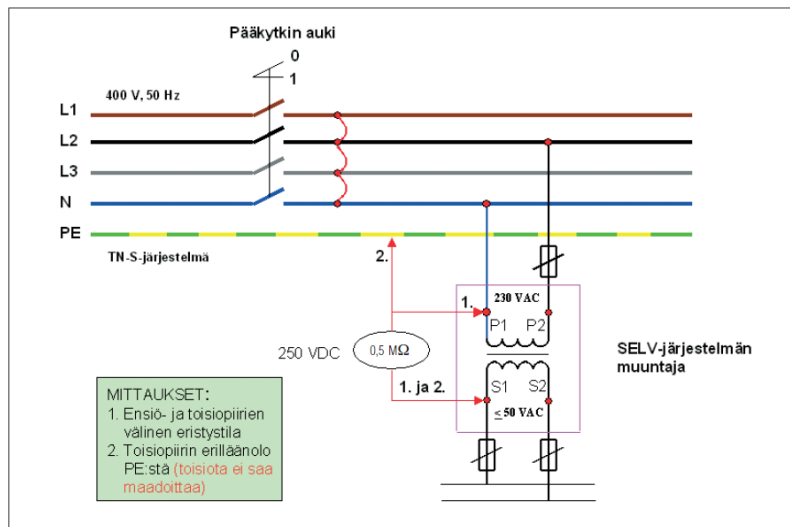 Pääkytkin auki
0
1
400 V, 50 Hz
L1
L2
L3
N
PE
TN-S-järjestelmä
2.
1.
230 VAC
P1 P2
250 VDC
0,5 MΩ
SELV-järjestelmän
muuntaja
1. ja 2.
S1 S2
≤ 50 VAC
MITTAUKSET:
1. Ensiö- ja toisiopiirien
välinen eristystila
2. Toisiopiirin erilläänolo
PE:stä (toisiota ei saa
maadoittaa)